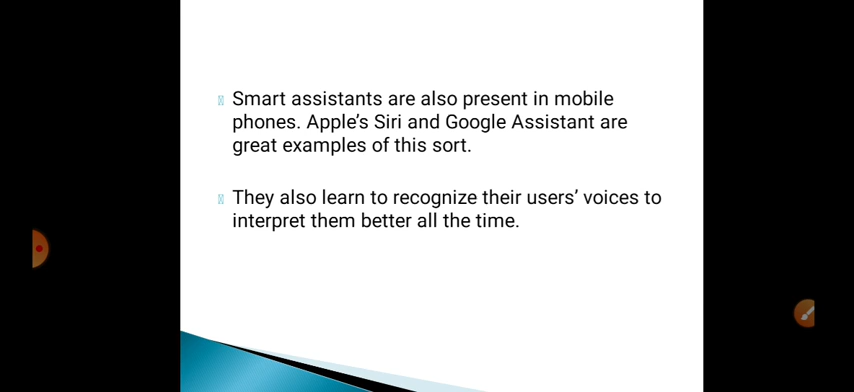 Smart assistants are also present in mobile
phones. Apple’s Siri and Google Assistant are
great examples of this sort.
They also learn to recognize their users’ voices to
interpret them better all the time.